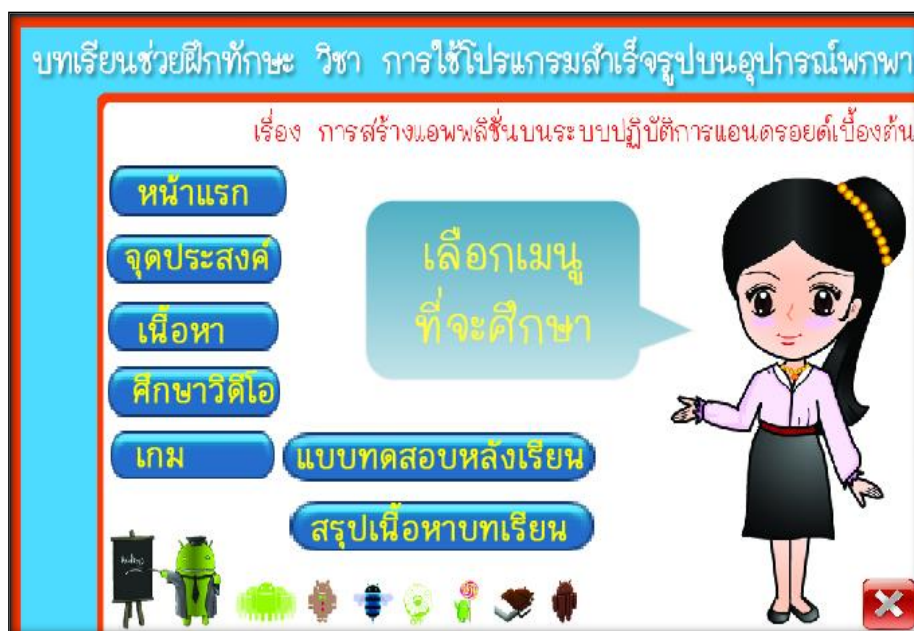 บทเรียนช่วยฝึกทักษะ วิชา การใช้โปรแกรมสำเร็จรูปบนอุปกรณ์พกพา
เรื่อง การสร้างแอพพลิชั่นบนระบบปฏิบัติการแอนดรอยด์เบื้องต้น
หน้าแรก
จุดประสงค์
เนื้อหา
ศึกษาวิดีโอ
เกม
แบบทดสอบหลังเรียน
สรุปเนื้อหาบทเรียน
เลือกเมนู
ที่จะศึกษา